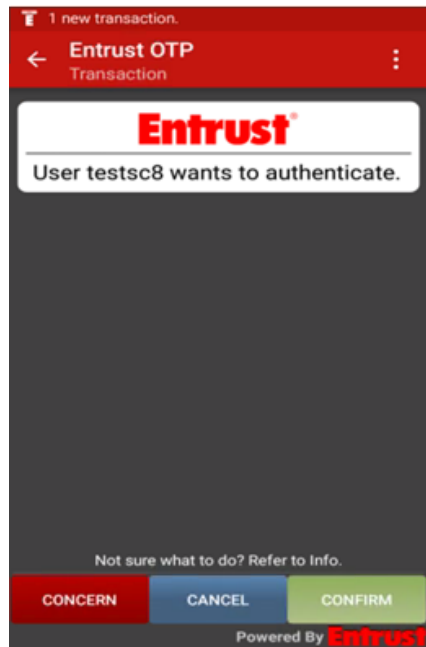 1 new transaction.
Entrust OTP
Transaction
Entrust®
User testsc8 wants to authenticate.
Not sure what to do? Refer to Info.
CONCERN
CANCEL
CONFIRM
Powered By Entrust